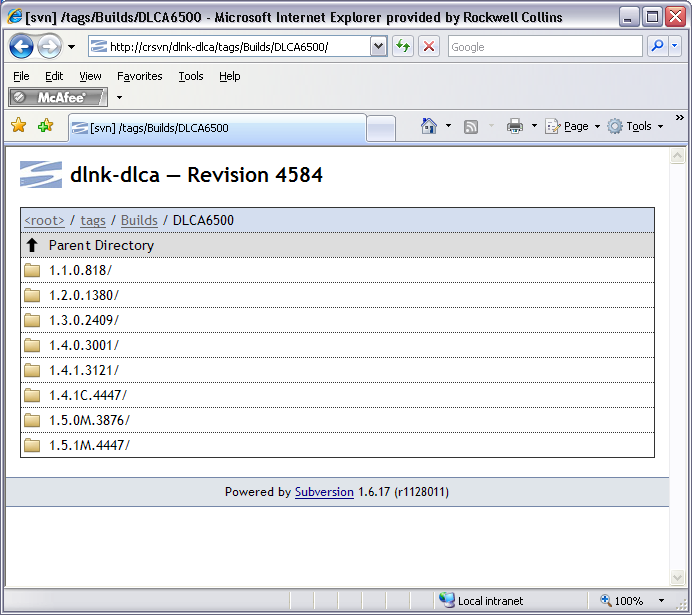 [svn] /tags/Builds/DLCA6500 - Microsoft Internet Explorer provided by Rockwell Collins
http://crsvn/dlnk-dlca/tags/Builds/DLCA6500/
Google
File Edit View Favorites Tools Help
McAfee
[svn] /tags/Builds/DLCA6500
Page Tools
dlnk-dlca — Revision 4584
<root> / tags / Builds / DLCA6500
Parent Directory
1.1.0.818/
1.2.0.1380/
1.3.0.2409/
1.4.0.3001/
1.4.1.3121/
1.4.1C.4447/
1.5.0M.3876/
1.5.1M.4447/
Powered by Subversion 1.6.17 (r1128011)
Local intranet
100%